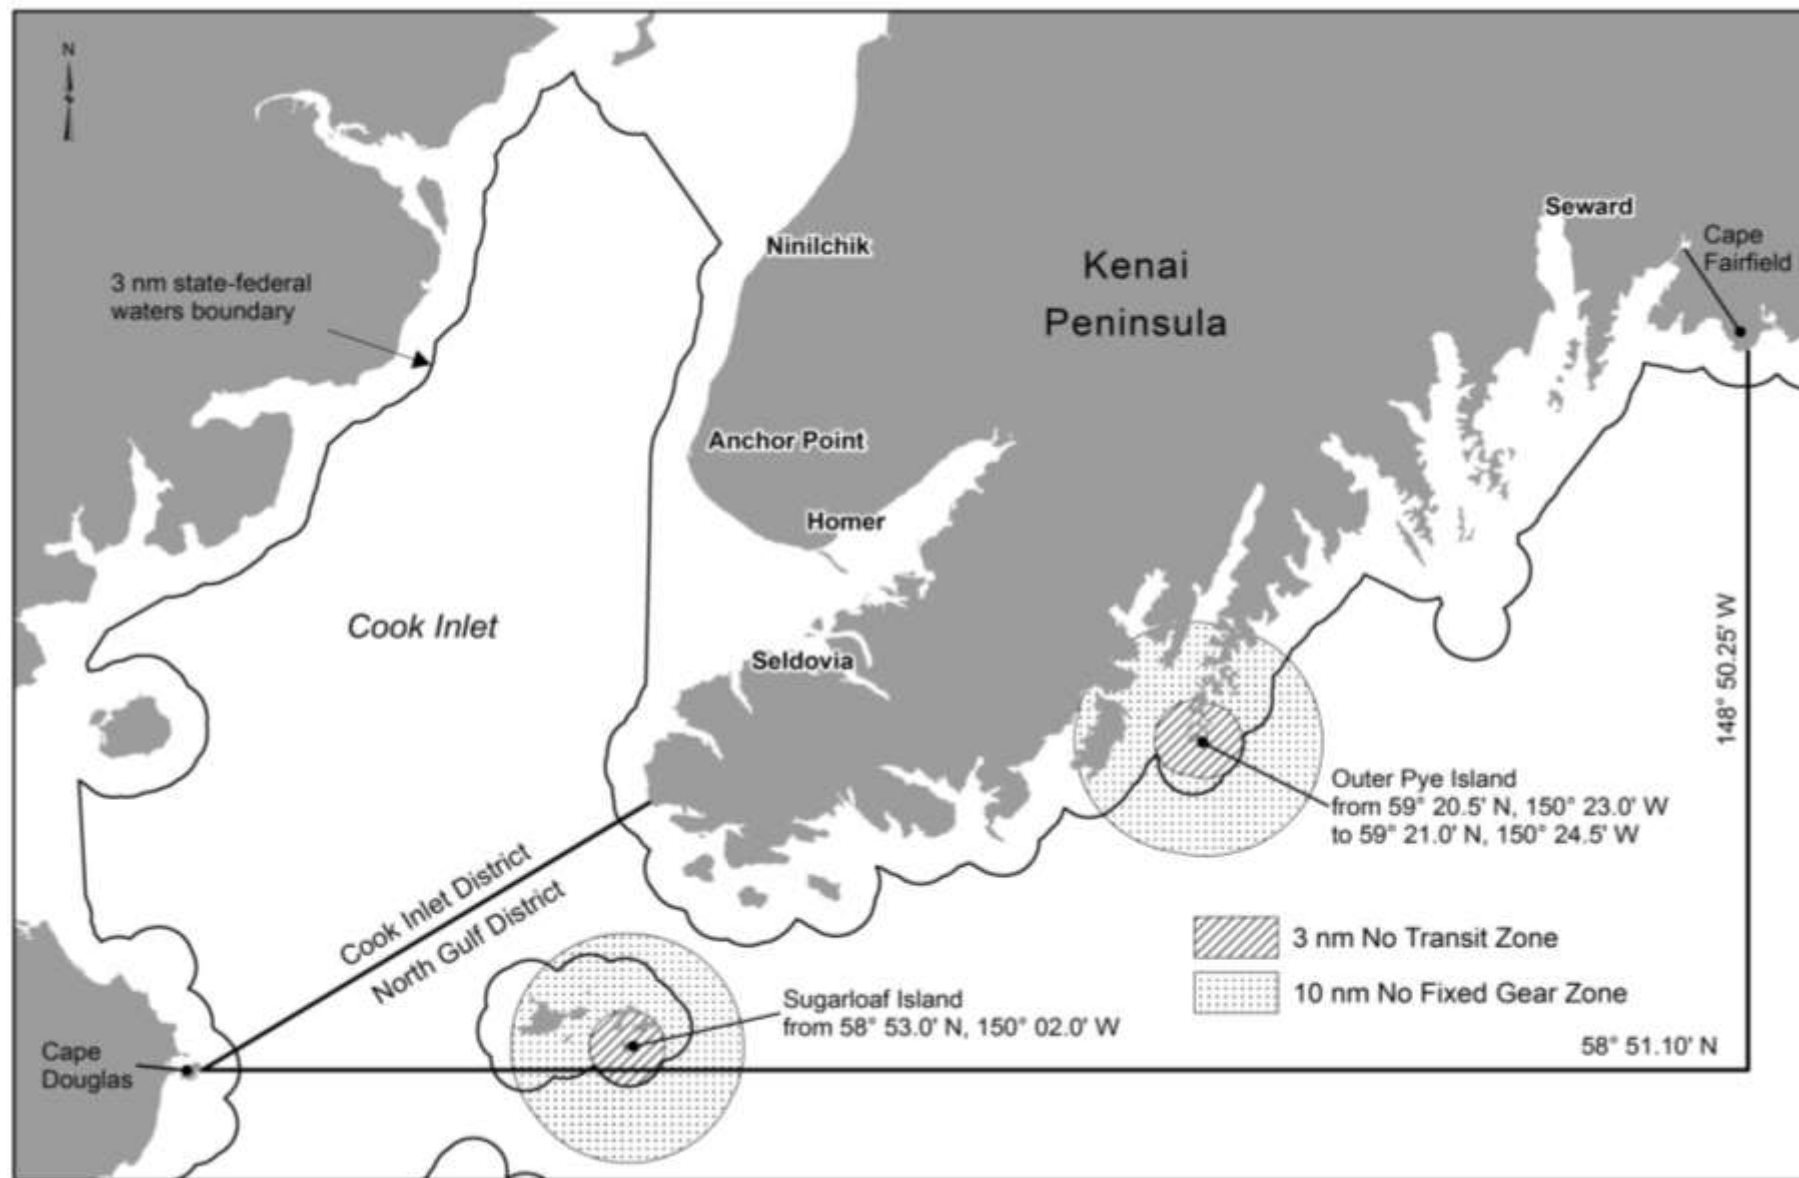 N
Seward
Cape
Fairfield
Ninilchik
Kenai
Peninsula
3 nm state-federal
waters boundary
Anchor Point
Homer
Cook Inlet
Seldovia
148° 50.25' W
Outer Pye Island
from 59° 20.5' N, 150° 23.0' W
to 59° 21.0' N, 150° 24.5' W
Cook Inlet District
North Gulf District
3 nm No Transit Zone
10 nm No Fixed Gear Zone
Sugarloaf Island
from 58° 53.0' N, 150° 02.0' W
58° 51.10' N
Cape
Douglas